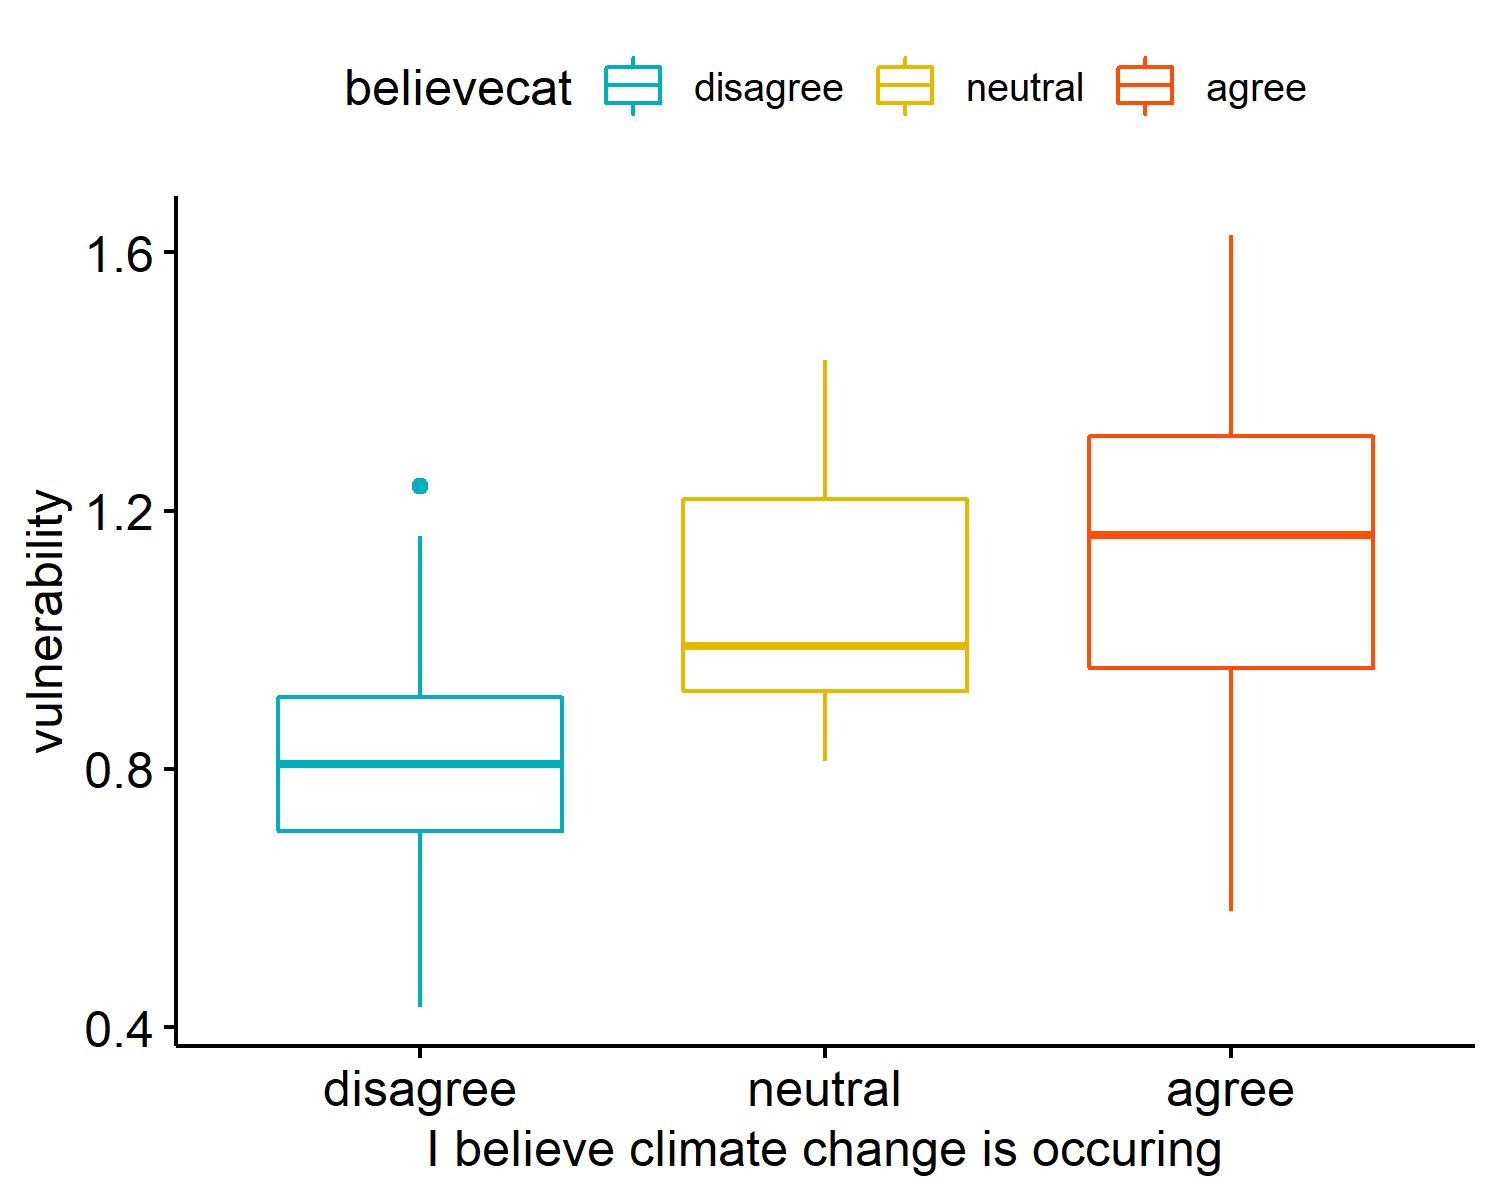 believecat disagree neutral agree
1.6
1.2
0.8
0.4
vulnerability
disagree neutral agree
I believe climate change is occuring